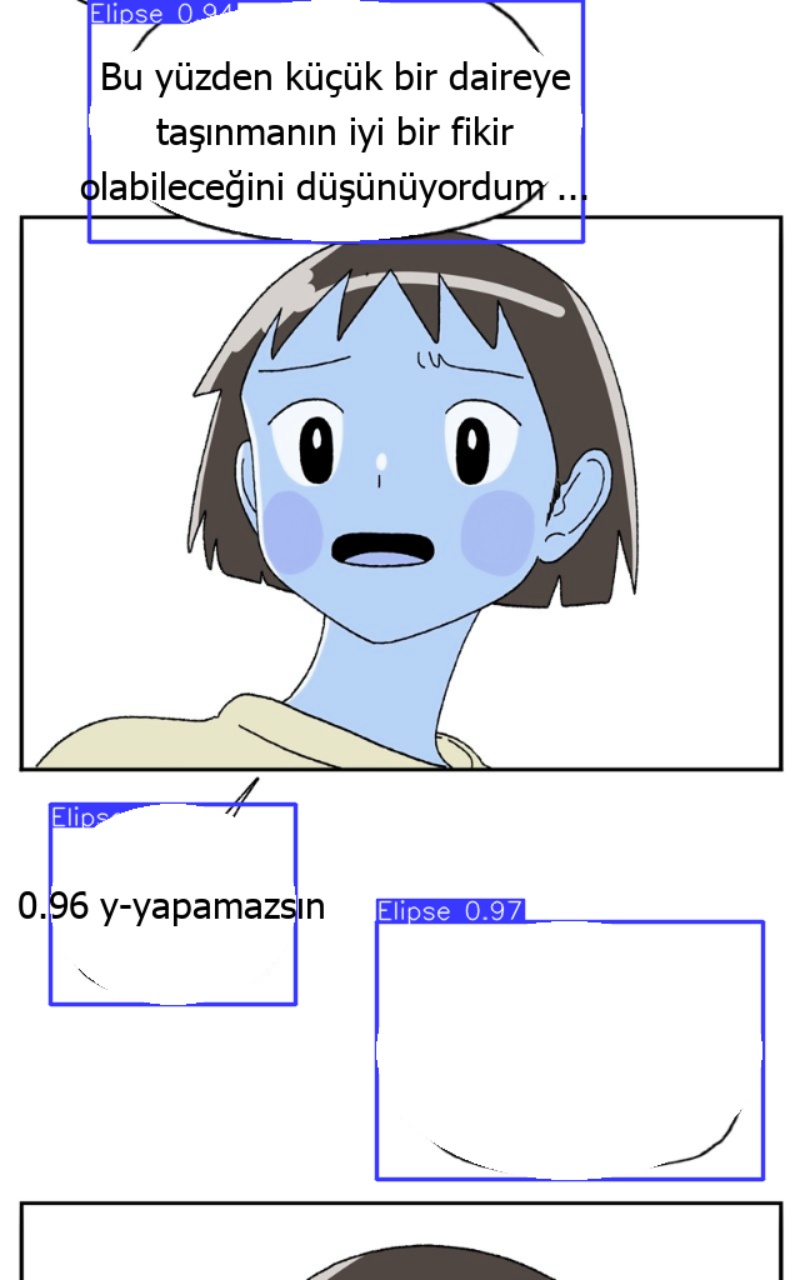 Elipse 0.94
Bu yüzden küçük bir daireye
taşınmanın iyi bir fikir
olabileceğini düşünüyordum ...
Elips
0.96 y-yapamazsın
Elipse 0.97